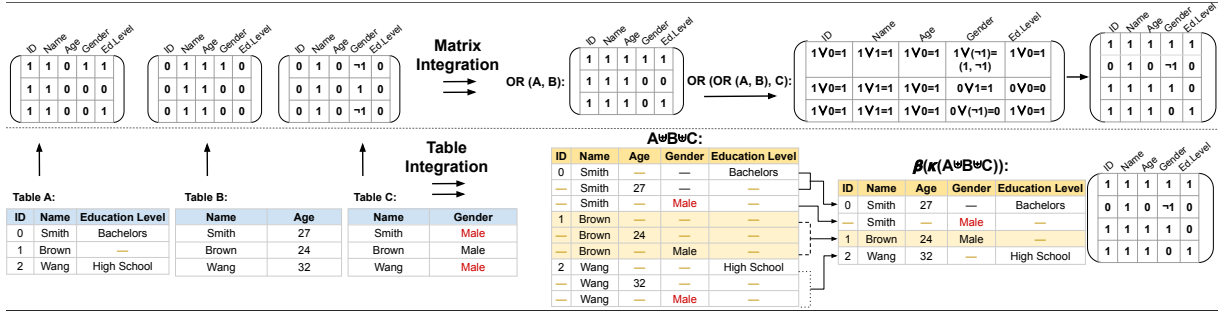 ID Name Age Gender Ed.Level
1 1 0 1 1
1 1 0 0 0
1 1 0 0 1
ID Name Age Gender Ed.Level
0 1 1 1 0
0 1 1 0 0
0 1 1 0 0
ID Name Age Gender Ed.Level
0 1 0 ¬1 0
0 1 0 1 0
0 1 0 ¬1 0
Matrix
Integration
OR (A, B):
ID Name Age Gender Ed.Level
1 1 1 1 1
1 1 1 0 0
1 1 1 0 1
OR (OR (A, B), C):
ID Name Age Gender Ed.Level
1∨0=1 1∨1=1 1∨0=1 1∨(¬1)= 1∨0=1
(1, ¬1)
1∨0=1 1∨1=1 1∨0=1 0∨1=1 0∨0=0
1∨0=1 1∨1=1 1∨0=1 0∨(¬1)=0 1∨0=1
ID Name Age Gender Ed.Level
1 1 1 1 1
0 1 0 ¬1 0
1 1 1 1 0
1 1 1 0 1
Table A:
ID Name Education Level
0 Smith Bachelors
1 Brown —
2 Wang High School
Table B:
Name Age
Smith 27
Brown 24
Wang 32
Table C:
Name Gender
Smith Male
Brown Male
Wang Male
Table
Integration
A⊎B⊎C:
ID Name Age Gender Education Level
0 Smith — — Bachelors
— Smith 27 — —
— Smith — Male —
1 Brown — — —
— Brown 24 — —
— Brown — Male —
2 Wang — — High School
— Wang 32 — —
— Wang — Male —
β(κ(A⊎B⊎C)):
ID Name Age Gender Education Level
0 Smith 27 — Bachelors
— Smith — Male —
1 Brown 24 Male —
2 Wang 32 — High School
ID Name Age Gender Ed.Level
1 1 1 1 1
0 1 0 ¬1 0
1 1 1 1 0
1 1 1 0 1